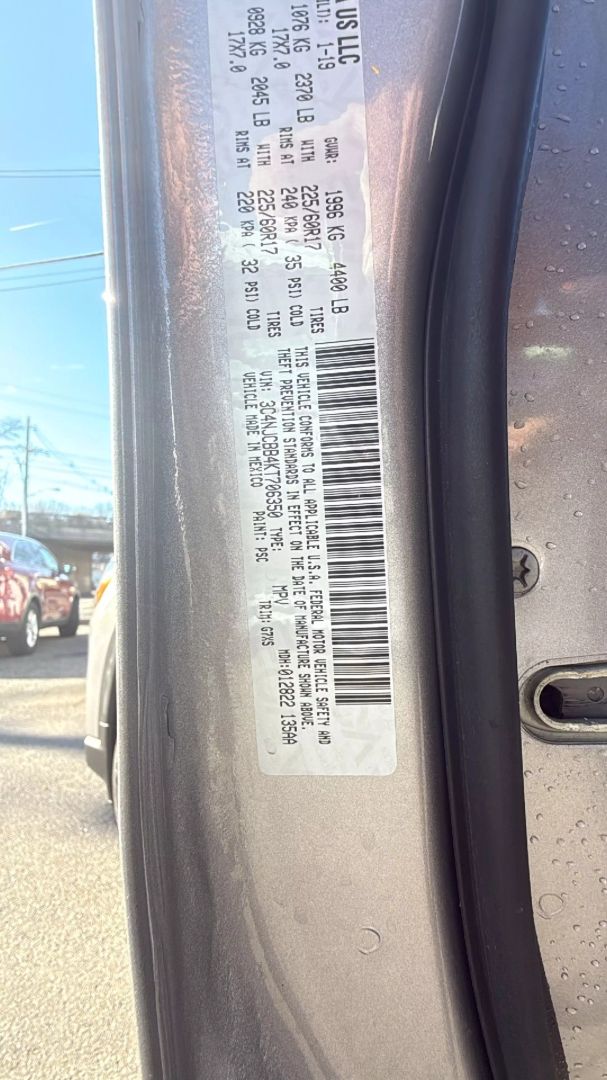 A US LLC
ILT): 1-19 GVWR: 1996 KG 4400 LB
1076 KG 2370 LB WITH 225/60R17 TIRES
17X7.0 RIMS AT 240 KPA ( 35 PSI) COLD
0928 KG 2045 LB WITH 225/60R17 TIRES
17X7.0 RIMS AT 220 KPA ( 32 PSI) COLD
THIS VEHICLE CONFORMS TO ALL APPLICABLE U.S.A. FEDERAL MOTOR VEHICLE SAFETY AND
THEFT PREVENTION STANDARDS IN EFFECT ON THE DATE OF MANUFACTURE SHOWN ABOVE.
VIN: 3C4NJCBB4KT706350 TYPE: MPV MDH:012822 135AA
VEHICLE MADE IN MEXICO PAINT: PSC TRIM: G7XS